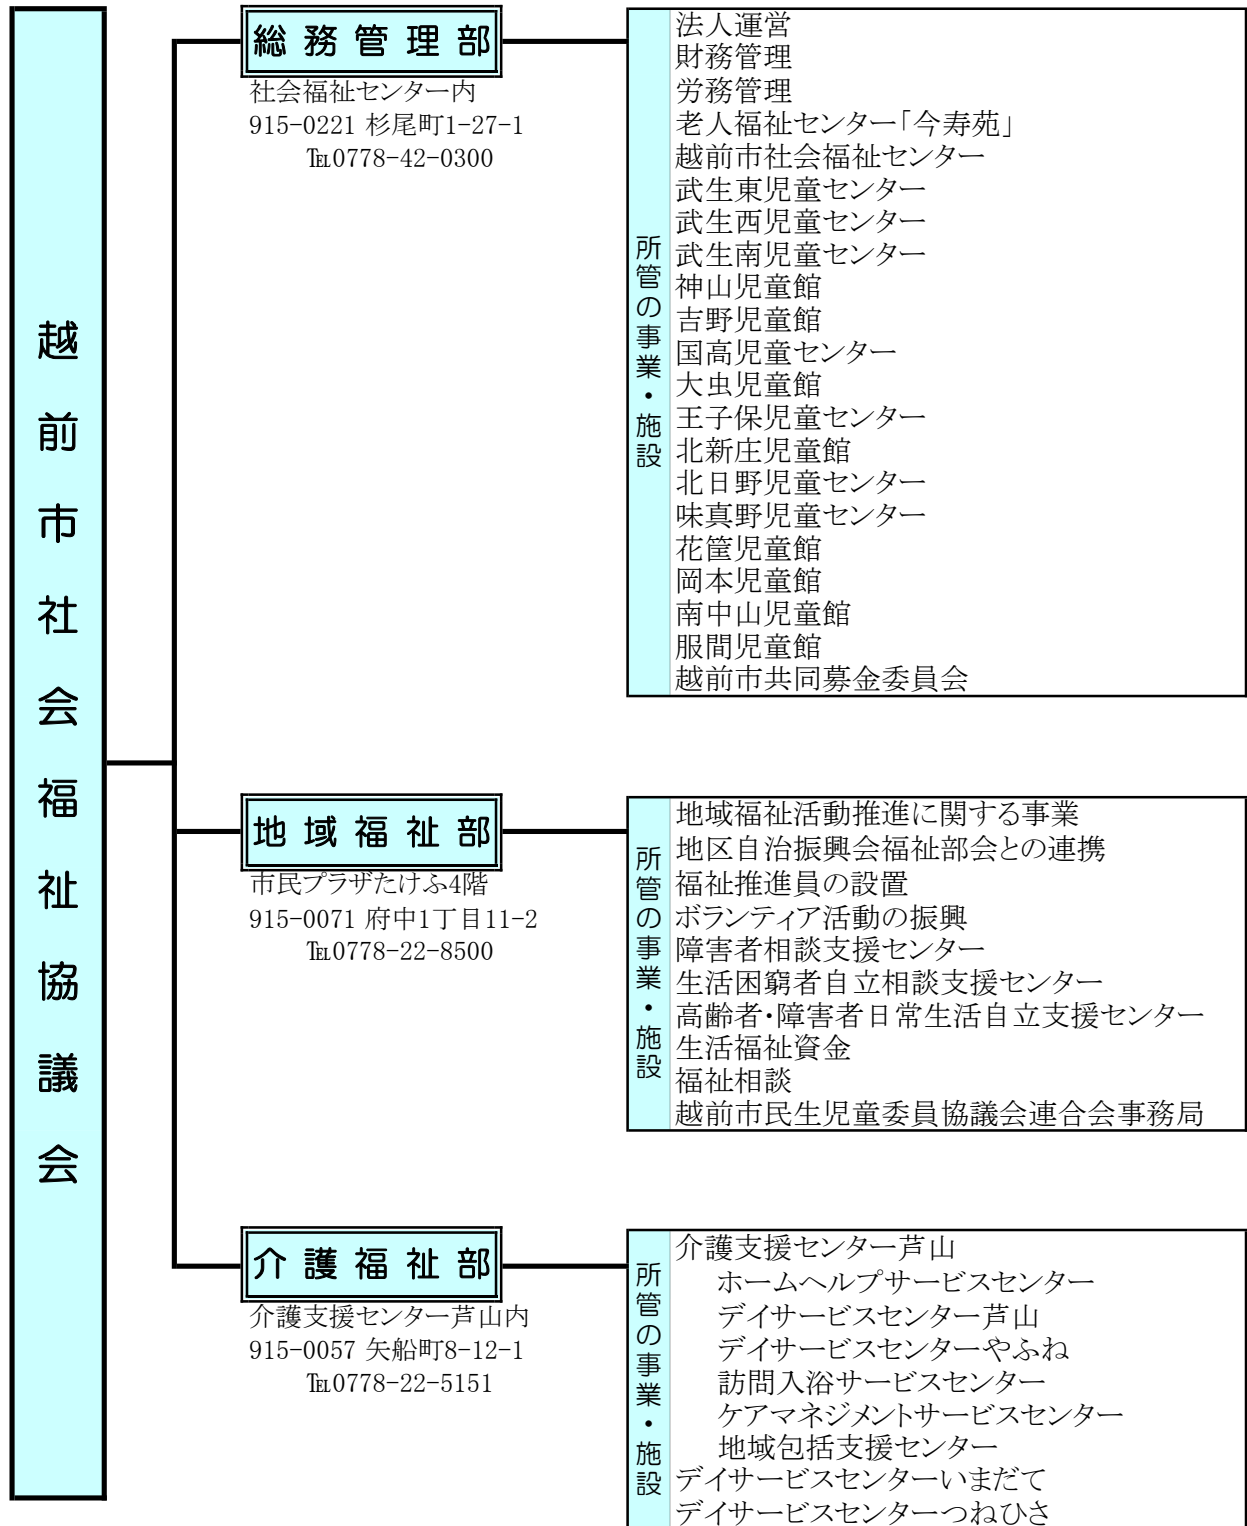 越前市社会福祉協議会
総務管理部
社会福祉センター内
915-0221 杉尾町1-27-1
℡0778-42-0300
所管の事業・施設
法人運営
財務管理
労務管理
老人福祉センター「今寿苑」
越前市社会福祉センター
武生東児童センター
武生西児童センター
武生南児童センター
神山児童館
吉野児童館
国高児童センター
大虫児童館
王子保児童センター
北新庄児童館
北日野児童センター
味真野児童センター
花筐児童館
岡本児童館
南中山児童館
服間児童館
越前市共同募金委員会
地域福祉部
市民プラザたけふ4階
915-0071 府中1丁目11-2
℡0778-22-8500
所管の事業・施設
地域福祉活動推進に関する事業
地区自治振興会福祉部会との連携
福祉推進員の設置
ボランティア活動の振興
障害者相談支援センター
生活困窮者自立相談支援センター
高齢者・障害者日常生活自立支援センター
生活福祉資金
福祉相談
越前市民生児童委員協議会連合会事務局
介護福祉部
介護支援センター芦山内
915-0057 矢船町8-12-1
℡0778-22-5151
所管の事業・施設
介護支援センター芦山
ホームヘルプサービスセンター
デイサービスセンター芦山
デイサービスセンターやふね
訪問入浴サービスセンター
ケアマネジメントサービスセンター
地域包括支援センター
デイサービスセンターいまだて
デイサービスセンターつねひさ